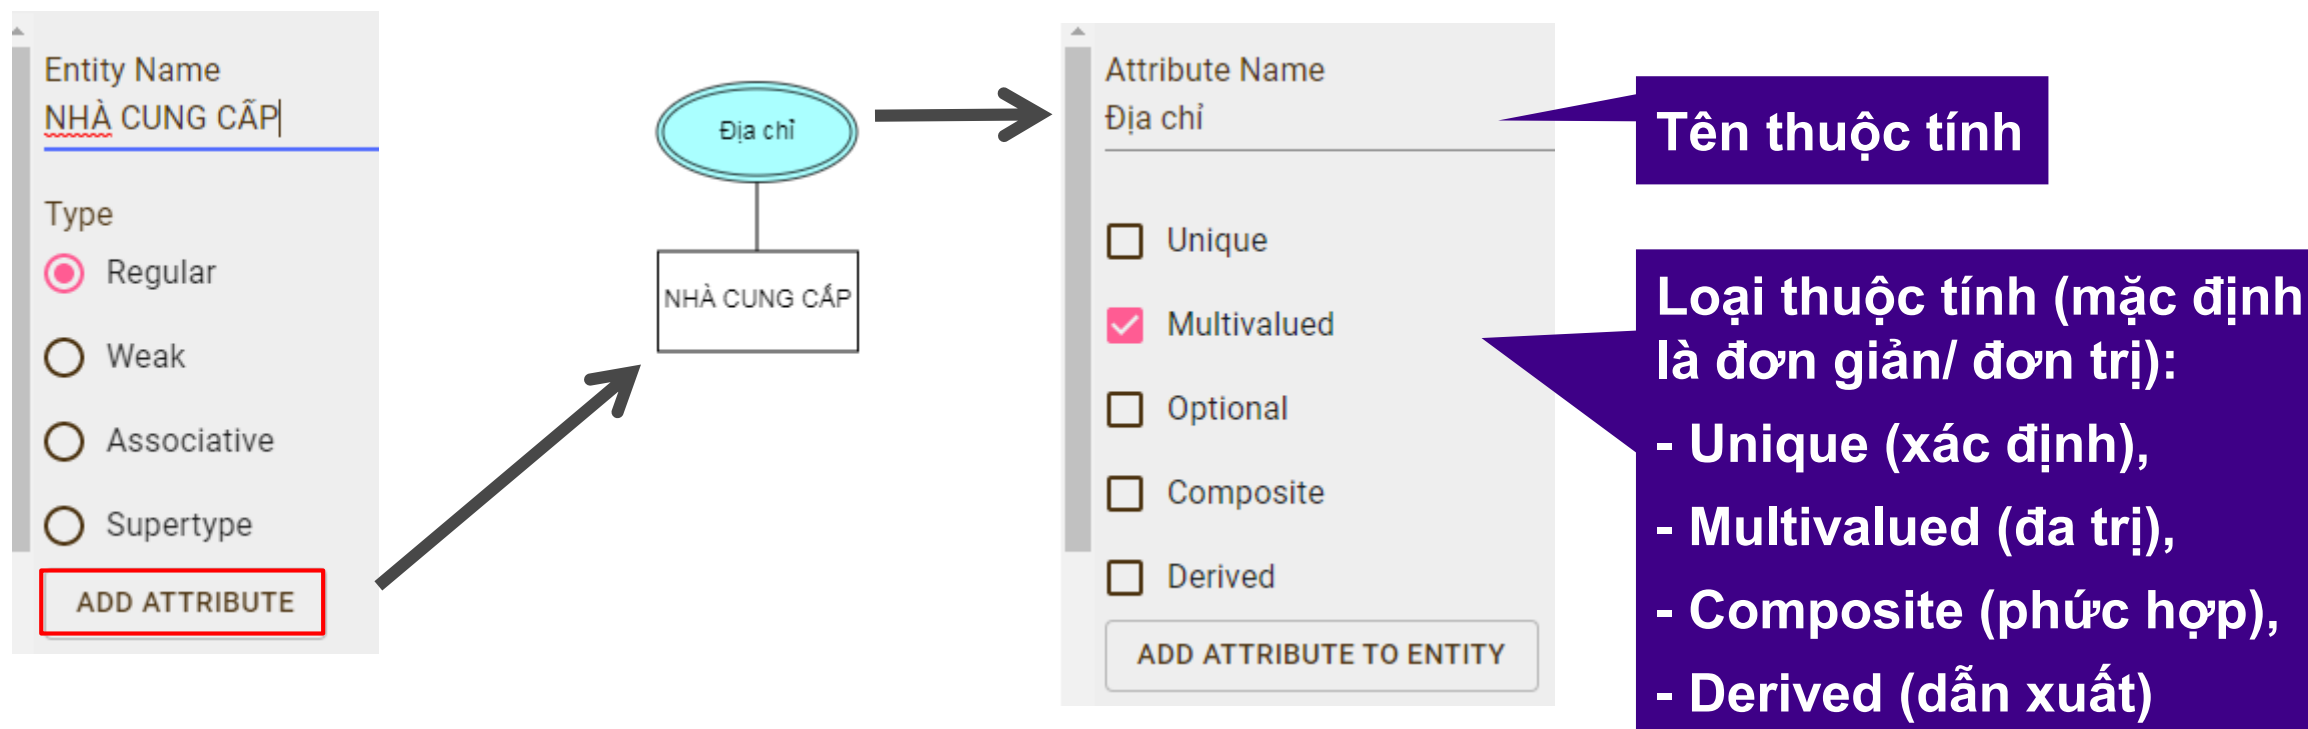 Entity Name
NHÀ CUNG CẤP
Type
Regular
Weak
Associative
Supertype
ADD ATTRIBUTE
Địa chỉ
NHÀ CUNG CẤP
Attribute Name
Địa chỉ
Unique
Multivalued
Optional
Composite
Derived
ADD ATTRIBUTE TO ENTITY
Tên thuộc tính
Loại thuộc tính (mặc định
là đơn giản/ đơn trị):
- Unique (xác định),
- Multivalued (đa trị),
- Composite (phức hợp),
- Derived (dẫn xuất)